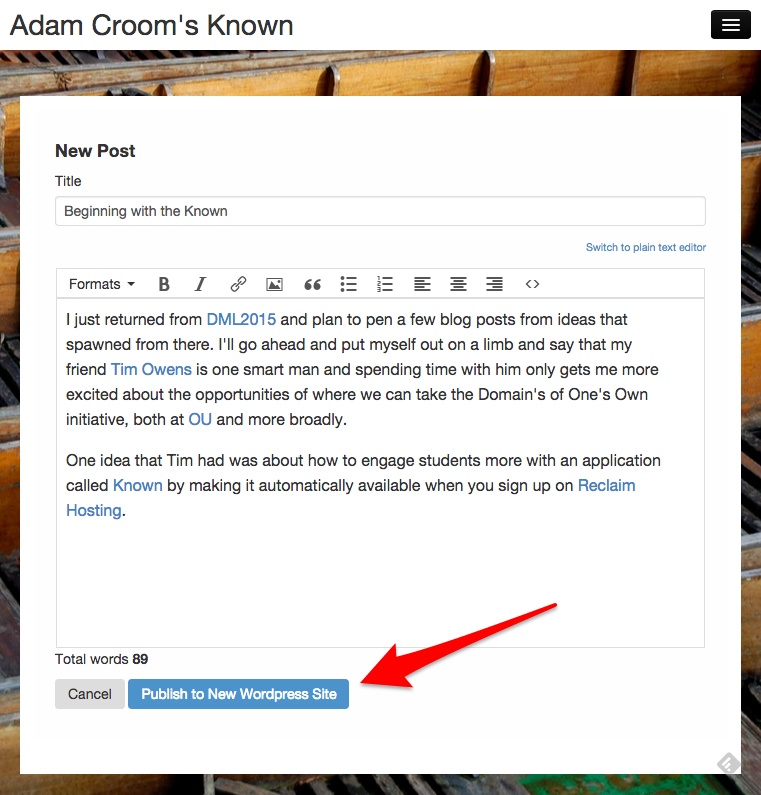 Adam Croom's Known
New Post
Title
Beginning with the Known
Switch to plain text editor
Formats B I
I just returned from DML2015 and plan to pen a few blog posts from ideas that
spawned from there. I'll go ahead and put myself out on a limb and say that my
friend Tim Owens is one smart man and spending time with him only gets me more
excited about the opportunities of where we can take the Domain's of One's Own
initiative, both at OU and more broadly.
One idea that Tim had was about how to engage students more with an application
called Known by making it automatically available when you sign up on Reclaim
Hosting.
Total words 89
Cancel Publish to New Wordpress Site